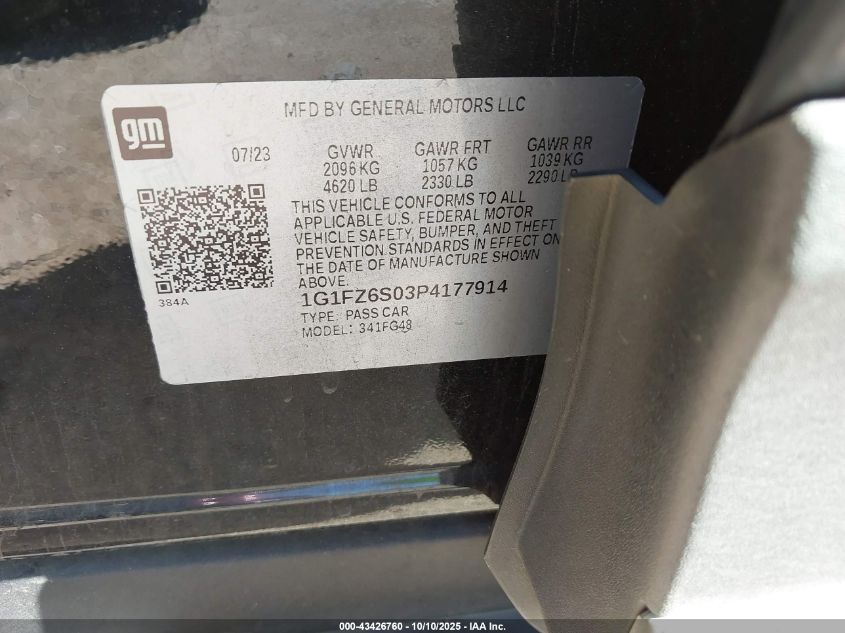 gm
MFD BY GENERAL MOTORS LLC
07/23 GVWR GAWR FRT GAWR RR
2096 KG 1057 KG 1039 KG
4620 LB 2330 LB 2290 LB
THIS VEHICLE CONFORMS TO ALL
APPLICABLE U.S. FEDERAL MOTOR
VEHICLE SAFETY, BUMPER, AND THEFT
PREVENTION STANDARDS IN EFFECT ON
THE DATE OF MANUFACTURE SHOWN
ABOVE.
384A
1G1FZ6S03P4177914
TYPE: PASS CAR
MODEL: 341FG48
000-43426760 - 10/10/2025 - IAA Inc.